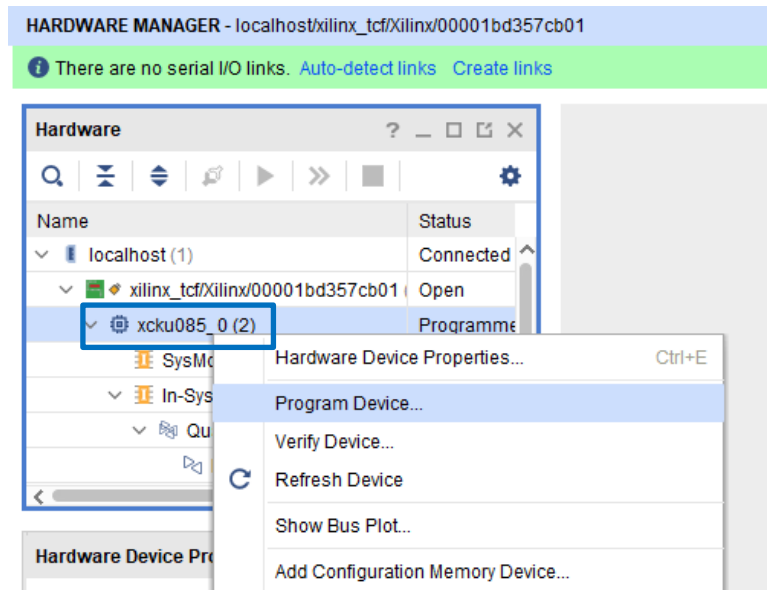 HARDWARE MANAGER - localhost/xilinx_tcf/Xilinx/00001bd357cb01
There are no serial I/O links. Auto-detect links Create links
Hardware
Name Status
localhost (1) Connected
xilinx_tcf/Xilinx/00001bd357cb01 ( Open
xcku085_0 (2) Programme
SysMo
In-Sys
Qu
Hardware Device Properties... Ctrl+E
Program Device...
Verify Device...
Refresh Device
Show Bus Plot...
Add Configuration Memory Device...
Hardware Device Pro